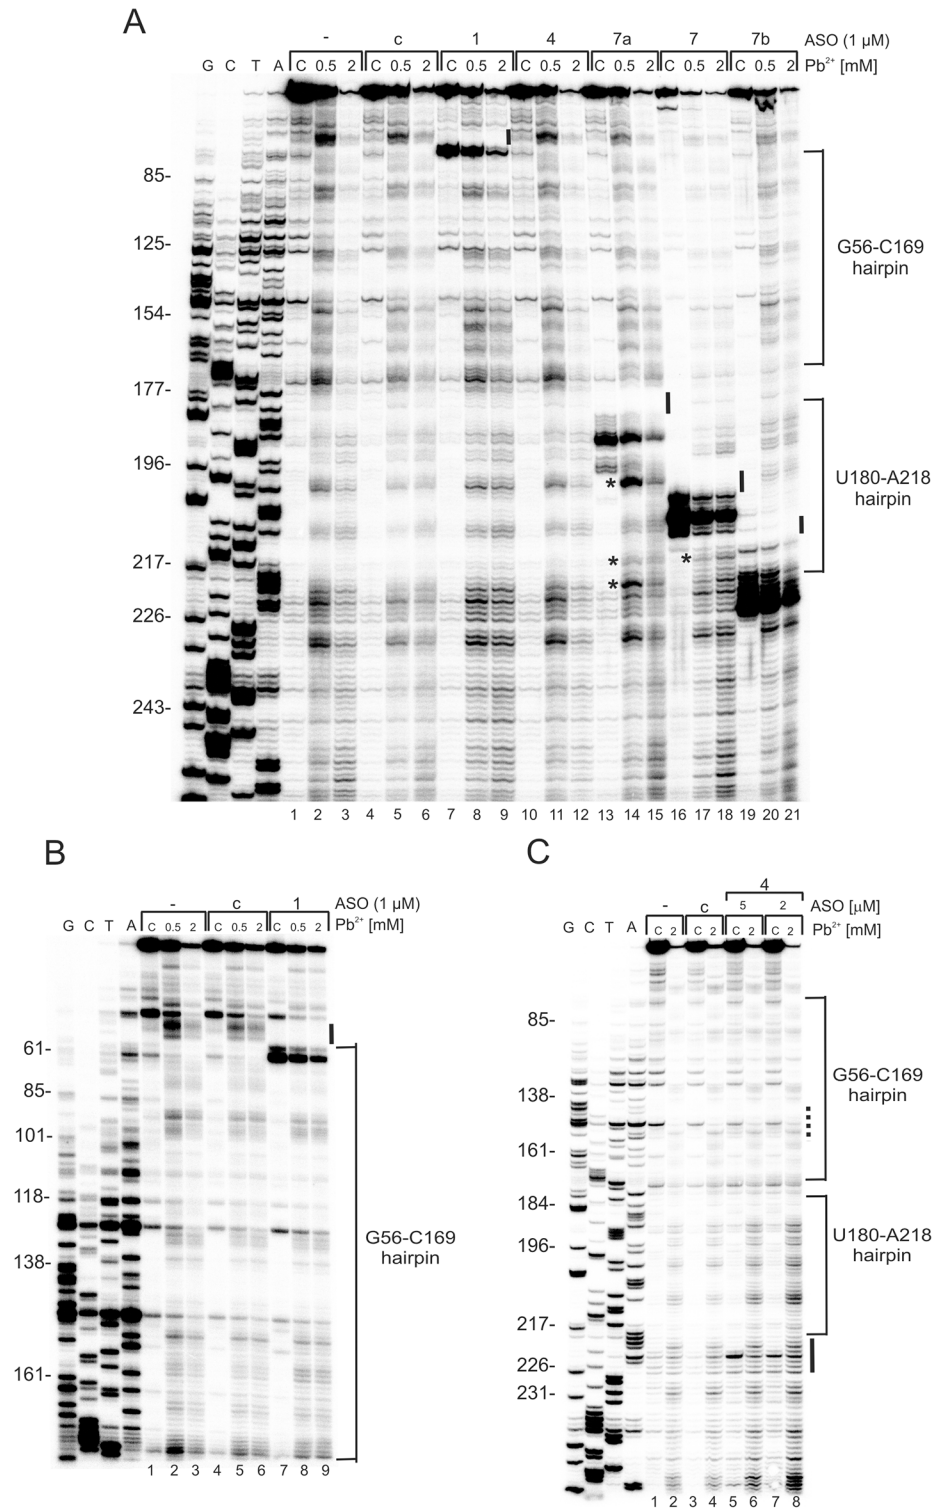 A
- c 1 4 7a 7 7b ASO (1 µM)
G C T A C 0.5 2 C 0.5 2 C 0.5 2 C 0.5 2 C 0.5 2 C 0.5 2 C 0.5 2 Pb²⁺ [mM]
85-
125-
G56-C169
hairpin
154-
177-
196-
U180-A218
hairpin
*
*
217-
*
*
226-
243-
1 2 3 4 5 6 7 8 9 10 11 12 13 14 15 16 17 18 19 20 21
B
- c 1 ASO (1 µM)
G C T A C 0.5 2 C 0.5 2 C 0.5 2 Pb²⁺ [mM]
61-
85-
101-
118-
G56-C169
hairpin
138-
161-
1 2 3 4 5 6 7 8 9
C
4
- c 5 2 ASO [µM]
G C T A C 2 C 2 C 2 C 2 Pb²⁺ [mM]
85-
G56-C169
hairpin
138-
161-
184-
U180-A218
hairpin
196-
217-
226-
231-
1 2 3 4 5 6 7 8